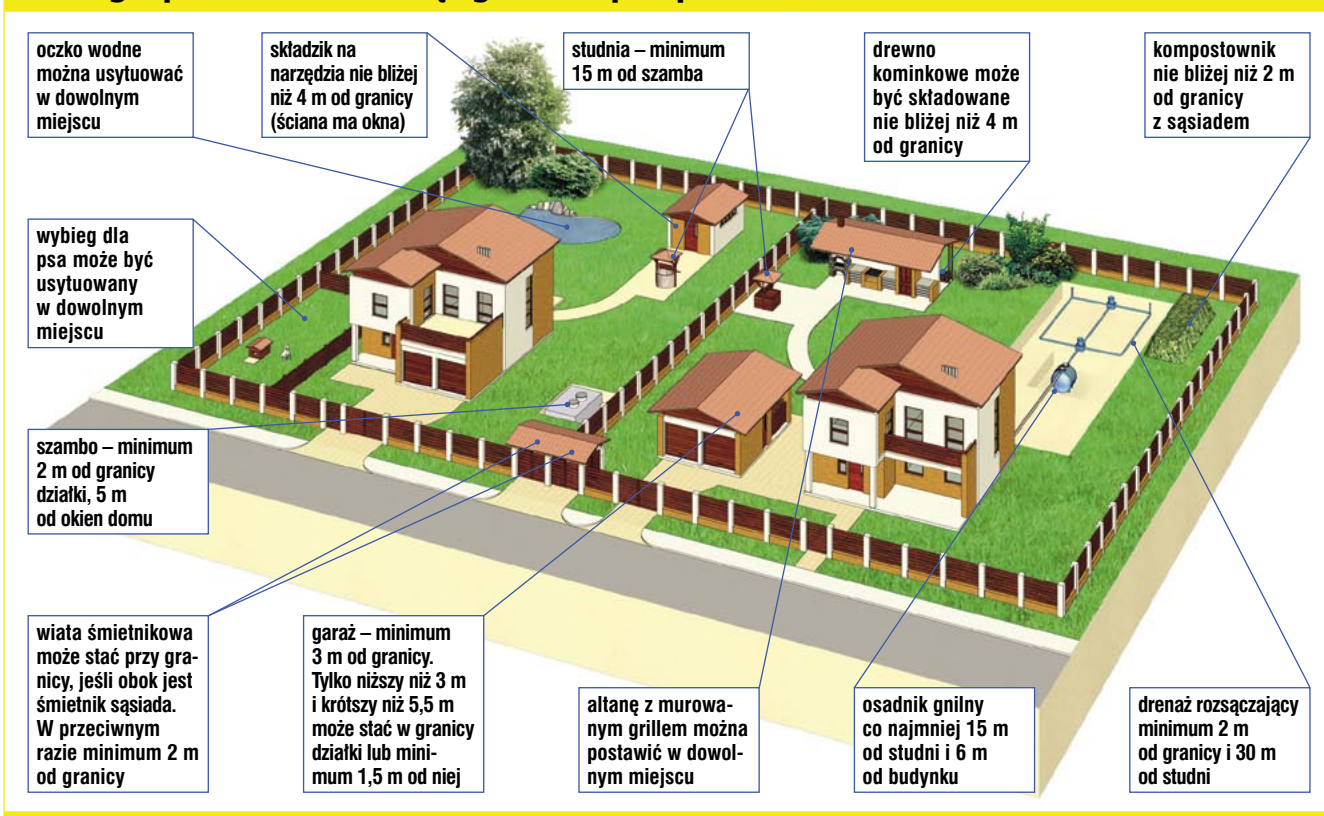 oczko wodne
można usytuować
w dowolnym
miejscu
składzik na
narzędzia nie bliżej
niż 4 m od granicy
(ściana ma okna)
studnia – minimum
15 m od szamba
drewno
kominkowe może
być składowane
nie bliżej niż 4 m
od granicy
kompostownik
nie bliżej niż 2 m
od granicy
z sąsiadem
wybieg dla
psa może być
usytuowany
w dowolnym
miejscu
szambo – minimum
2 m od granicy
działki, 5 m
od okien domu
wiata śmietnikowa
może stać przy gra-
nicy, jeśli obok jest
śmietnik sąsiada.
W przeciwnym
razie minimum 2 m
od granicy
garaż – minimum
3 m od granicy.
Tylko niższy niż 3 m
i krótszy niż 5,5 m
może stać w granicy
działki lub mini-
mum 1,5 m od niej
altanę z murowa-
nym grillem można
postawić w dowol-
nym miejscu
osadnik gnilny
co najmniej 15 m
od studni i 6 m
od budynku
drenaż rozsączający
minimum 2 m
od granicy i 30 m
od studni